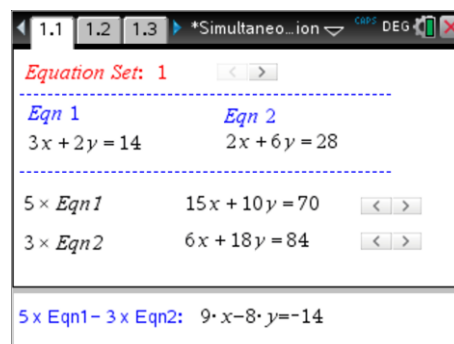 1.1 1.2 1.3 *Simultaneo...ion CAPS DEG
Equation Set: 1 < >
Eqn 1 Eqn 2
3x+2y=14 2x+6y=28
5× Eqn1 15x+10y=70 < >
3× Eqn2 6x+18y=84 < >
5 x Eqn1- 3 x Eqn2: 9·x-8·y=-14